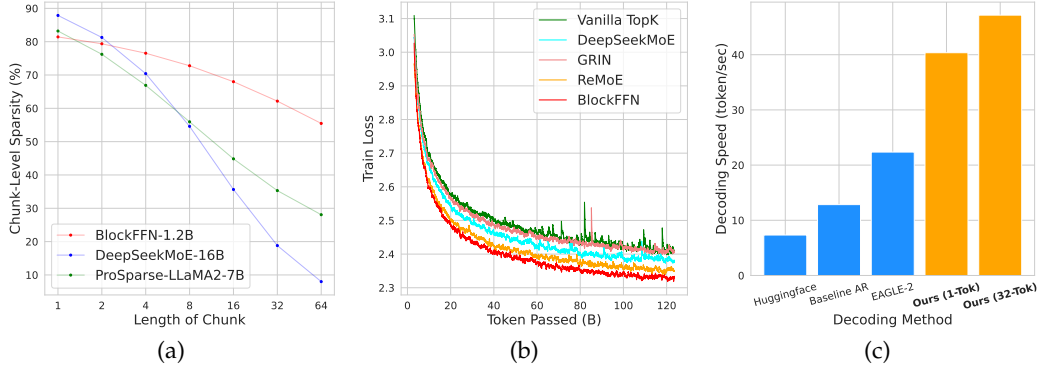 90
80
70
60
50
40
30
20
10
Chunk-Level Sparsity (%)
BlockFFN-1.2B
DeepSeekMoE-16B
ProSparse-LLaMA2-7B
1 2 4 8 16 32 64
Length of Chunk
(a)
3.1
3.0
2.9
2.8
2.7
2.6
2.5
2.4
2.3
Train Loss
Vanilla TopK
DeepSeekMoE
GRIN
ReMoE
BlockFFN
0 20 40 60 80 100 120
Token Passed (B)
(b)
40
30
20
10
0
Decoding Speed (token/sec)
Huggingface Baseline AR EAGLE-2 Ours (1-Tok) Ours (32-Tok)
Decoding Method
(c)